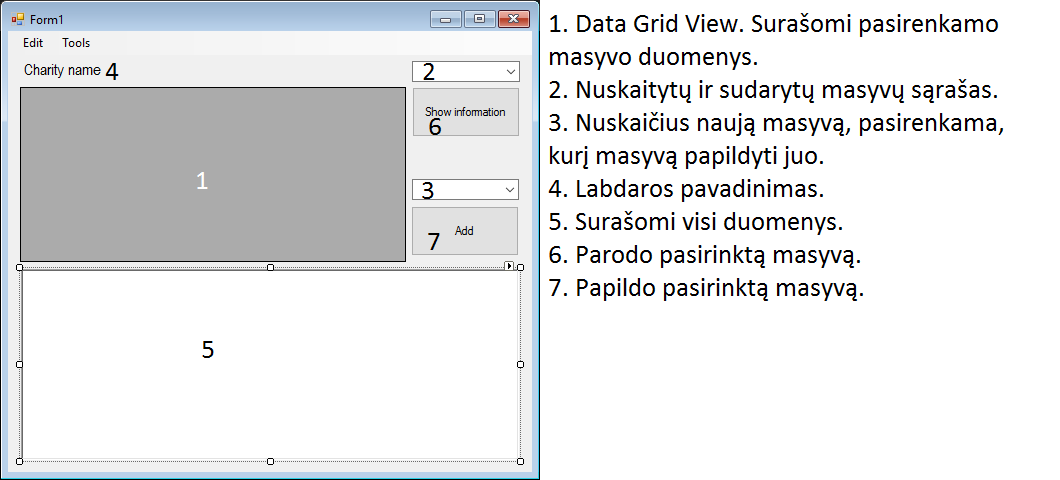 Form1
Edit Tools
Charity name 4
2
Show information
6
1
3
Add
7
5
1. Data Grid View. Surašomi pasirenkamo
masyvo duomenys.
2. Nuskaitytų ir sudarytų masyvų sąrašas.
3. Nuskaičius naują masyvą, pasirenkama,
kurį masyvą papildyti juo.
4. Labdaros pavadinimas.
5. Surašomi visi duomenys.
6. Parodo pasirinktą masyvą.
7. Papildo pasirinktą masyvą.